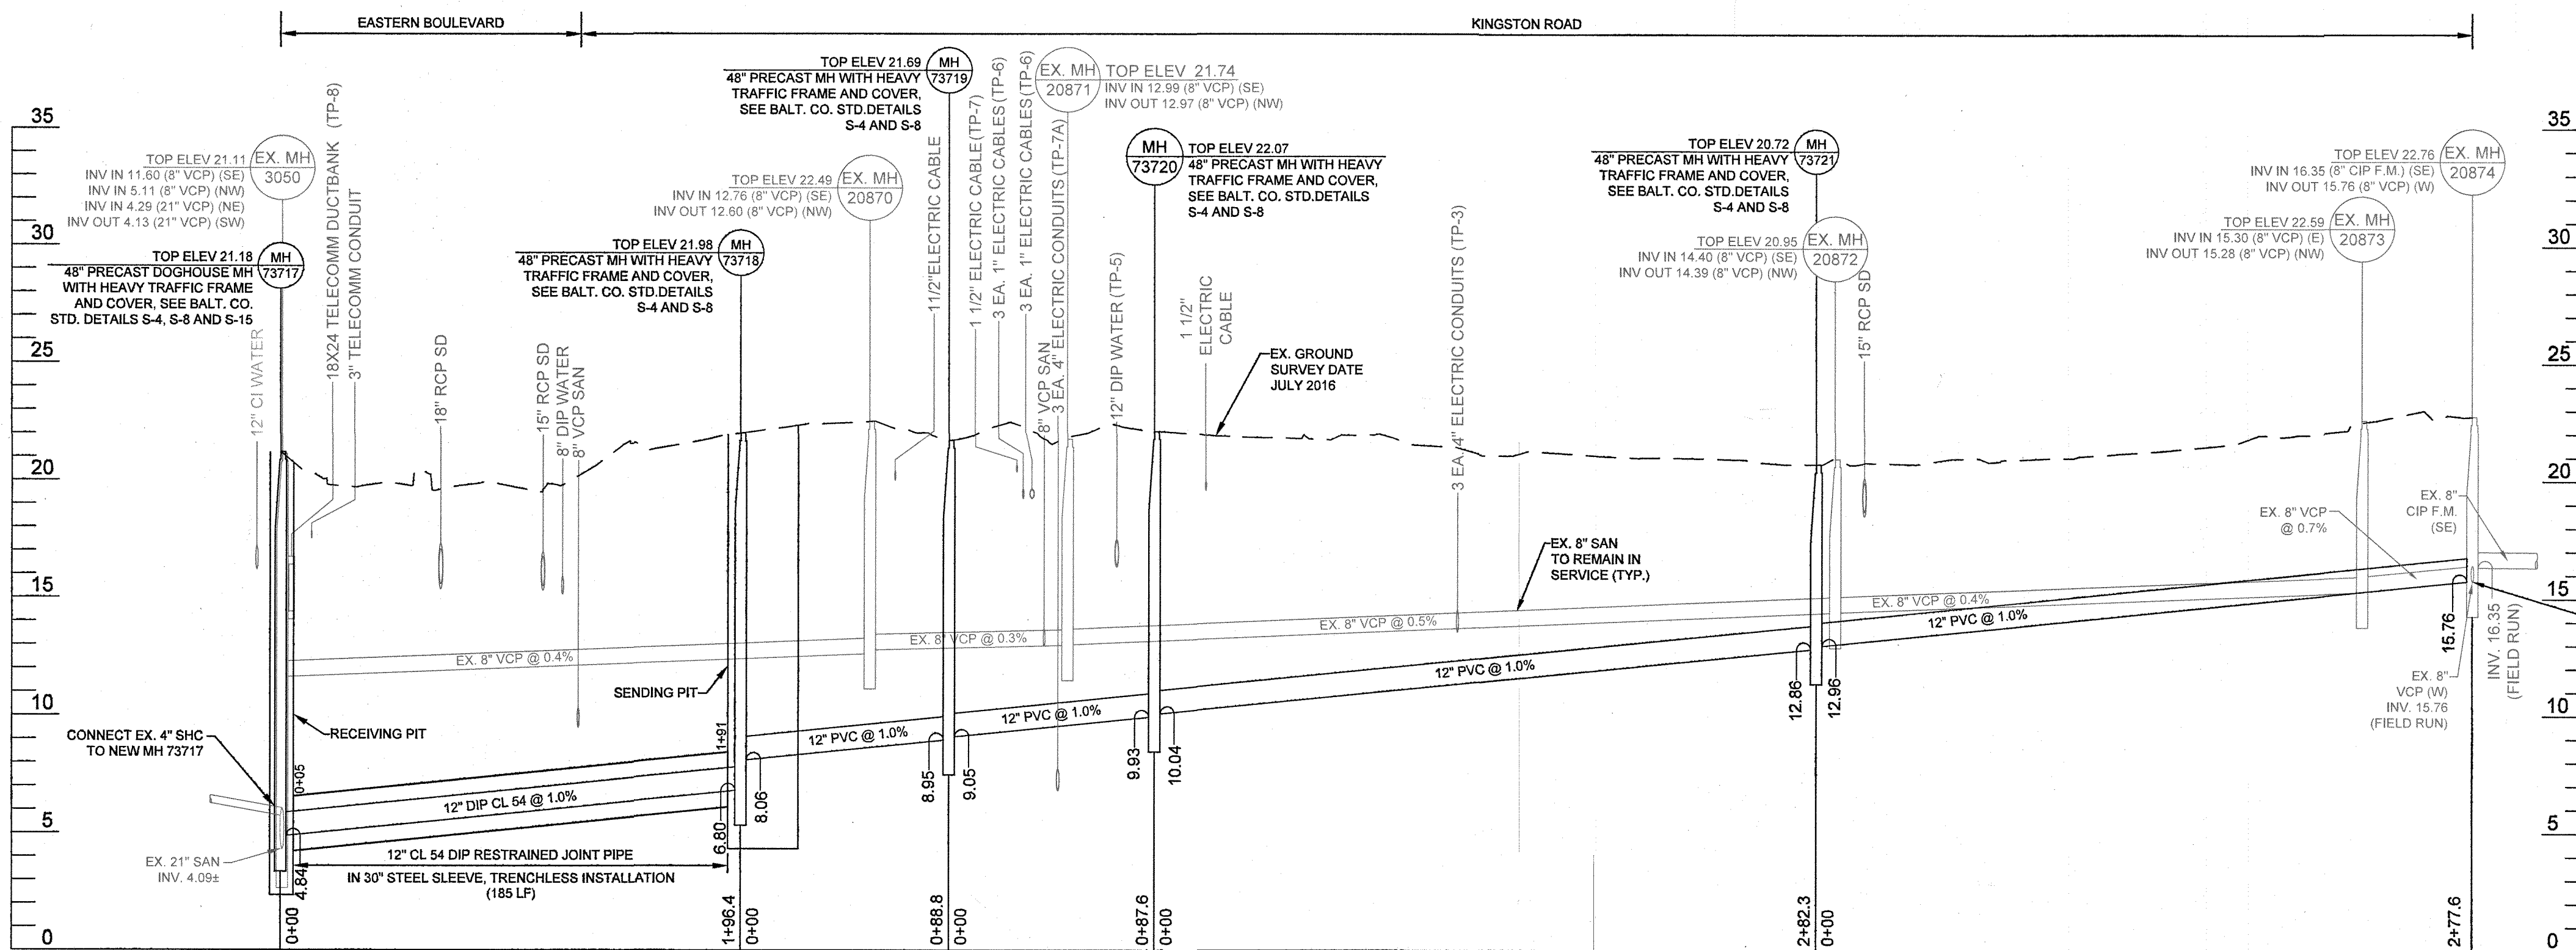 EASTERN BOULEVARD
KINGSTON ROAD
35
30
25
20
15
10
5
0
EX. MH
3050
TOP ELEV 21.11
INV IN 11.60 (8" VCP) (SE)
INV IN 5.11 (8" VCP) (NW)
INV IN 4.29 (21" VCP) (NE)
INV OUT 4.13 (21" VCP) (SW)
MH
73717
TOP ELEV 21.18
48" PRECAST DOGHOUSE MH
WITH HEAVY TRAFFIC FRAME
AND COVER, SEE BALT. CO.
STD. DETAILS S-4, S-8 AND S-15
12" CI WATER
18X24 TELECOMM DUCTBANK (TP-8)
3" TELECOMM CONDUIT
18" RCP SD
15" RCP SD
8" DIP WATER
8" VCP SAN
MH
73718
TOP ELEV 21.98
48" PRECAST MH WITH HEAVY
TRAFFIC FRAME AND COVER,
SEE BALT. CO. STD.DETAILS
S-4 AND S-8
EX. MH
20870
TOP ELEV 22.49
INV IN 12.76 (8" VCP) (SE)
INV OUT 12.60 (8" VCP) (NW)
MH
73719
TOP ELEV 21.69
48" PRECAST MH WITH HEAVY
TRAFFIC FRAME AND COVER,
SEE BALT. CO. STD.DETAILS
S-4 AND S-8
11/2"ELECTRIC CABLE
1 1/2" ELECTRIC CABLE(TP-7)
3 EA. 1" ELECTRIC CABLES (TP-6)
3 EA. 1" ELECTRIC CABLES (TP-6)
8" VCP SAN
3 EA. 4" ELECTRIC CONDUITS (TP-7A)
EX. MH
20871
TOP ELEV 21.74
INV IN 12.99 (8" VCP) (SE)
INV OUT 12.97 (8" VCP) (NW)
12" DIP WATER (TP-5)
MH
73720
TOP ELEV 22.07
48" PRECAST MH WITH HEAVY
TRAFFIC FRAME AND COVER,
SEE BALT. CO. STD.DETAILS
S-4 AND S-8
1 1/2"
ELECTRIC
CABLE
EX. GROUND
SURVEY DATE
JULY 2016
3 EA. 4" ELECTRIC CONDUITS (TP-3)
EX. 8" SAN
TO REMAIN IN
SERVICE (TYP.)
MH
73721
TOP ELEV 20.72
48" PRECAST MH WITH HEAVY
TRAFFIC FRAME AND COVER,
SEE BALT. CO. STD.DETAILS
S-4 AND S-8
EX. MH
20872
TOP ELEV 20.95
INV IN 14.40 (8" VCP) (SE)
INV OUT 14.39 (8" VCP) (NW)
15" RCP SD
EX. MH
20874
TOP ELEV 22.76
INV IN 16.35 (8" CIP F.M.) (SE)
INV OUT 15.76 (8" VCP) (W)
EX. MH
20873
TOP ELEV 22.59
INV IN 15.30 (8" VCP) (E)
INV OUT 15.28 (8" VCP) (NW)
EX. 8" VCP
@ 0.7%
EX. 8"
CIP F.M.
(SE)
EX. 8" VCP @ 0.4%
EX. 8" VCP @ 0.3%
EX. 8" VCP @ 0.5%
EX. 8" VCP @ 0.4%
12" PVC @ 1.0%
12" PVC @ 1.0%
12" PVC @ 1.0%
12" PVC @ 1.0%
12" DIP CL 54 @ 1.0%
SENDING PIT
RECEIVING PIT
CONNECT EX. 4" SHC
TO NEW MH 73717
EX. 21" SAN
INV. 4.09±
0+05
1+91
4.84
6.80
8.06
8.95
9.05
9.93
10.04
12.86
12.96
15.76
INV. 16.35
(FIELD RUN)
EX. 8"
VCP (W)
INV. 15.76
(FIELD RUN)
12" CL 54 DIP RESTRAINED JOINT PIPE
IN 30" STEEL SLEEVE, TRENCHLESS INSTALLATION
(185 LF)
0+00
1+96.4
0+00
0+88.8
0+00
0+87.6
0+00
2+82.3
0+00
2+77.6
35
30
25
20
15
10
5
0